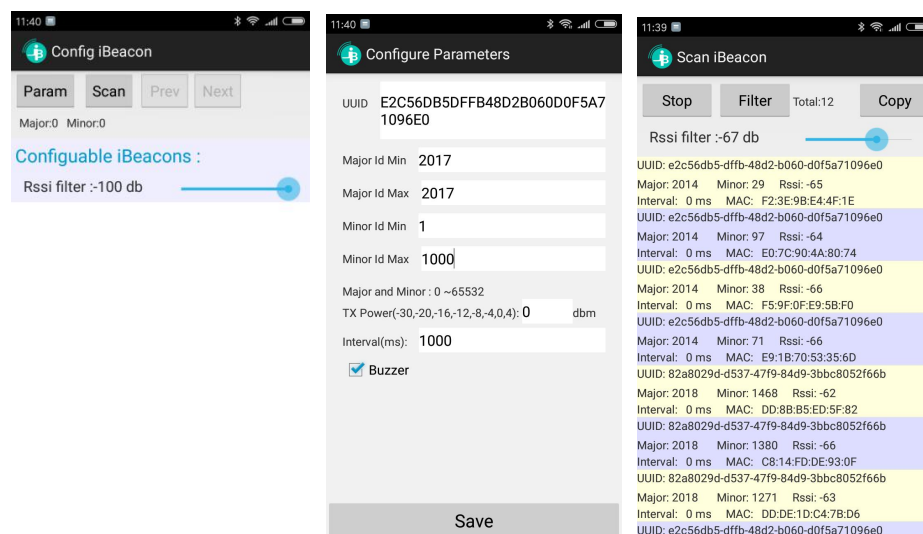 11:40
Config iBeacon
Param Scan Prev Next
Major:0 Minor:0
Configuable iBeacons :
Rssi filter :-100 db
11:40
Configure Parameters
UUID E2C56DB5DFFB48D2B060D0F5A7
1096E0
Major Id Min 2017
Major Id Max 2017
Minor Id Min 1
Minor Id Max 1000
Major and Minor : 0 ~65532
TX Power(-30,-20,-16,-12,-8,-4,0,4): 0 dbm
Interval(ms): 1000
Buzzer
Save
11:39
Scan iBeacon
Stop Filter Total:12 Copy
Rssi filter :-67 db
UUID: e2c56db5-dffb-48d2-b060-d0f5a71096e0
Major: 2014 Minor: 29 Rssi: -65
Interval: 0 ms MAC: F2:3E:9B:E4:4F:1E
UUID: e2c56db5-dffb-48d2-b060-d0f5a71096e0
Major: 2014 Minor: 97 Rssi: -64
Interval: 0 ms MAC: E0:7C:90:4A:80:74
UUID: e2c56db5-dffb-48d2-b060-d0f5a71096e0
Major: 2014 Minor: 38 Rssi: -66
Interval: 0 ms MAC: F5:9F:0F:E9:5B:F0
UUID: e2c56db5-dffb-48d2-b060-d0f5a71096e0
Major: 2014 Minor: 71 Rssi: -66
Interval: 0 ms MAC: E9:1B:70:53:35:6D
UUID: 82a8029d-d537-47f9-84d9-3bbc8052f66b
Major: 2018 Minor: 1468 Rssi: -62
Interval: 0 ms MAC: DD:8B:B5:ED:5F:82
UUID: 82a8029d-d537-47f9-84d9-3bbc8052f66b
Major: 2018 Minor: 1380 Rssi: -66
Interval: 0 ms MAC: C8:14:FD:DE:93:0F
UUID: 82a8029d-d537-47f9-84d9-3bbc8052f66b
Major: 2018 Minor: 1271 Rssi: -63
Interval: 0 ms MAC: DD:DE:1D:C4:7B:D6
UUID: e2c56db5-dffb-48d2-b060-d0f5a71096e0